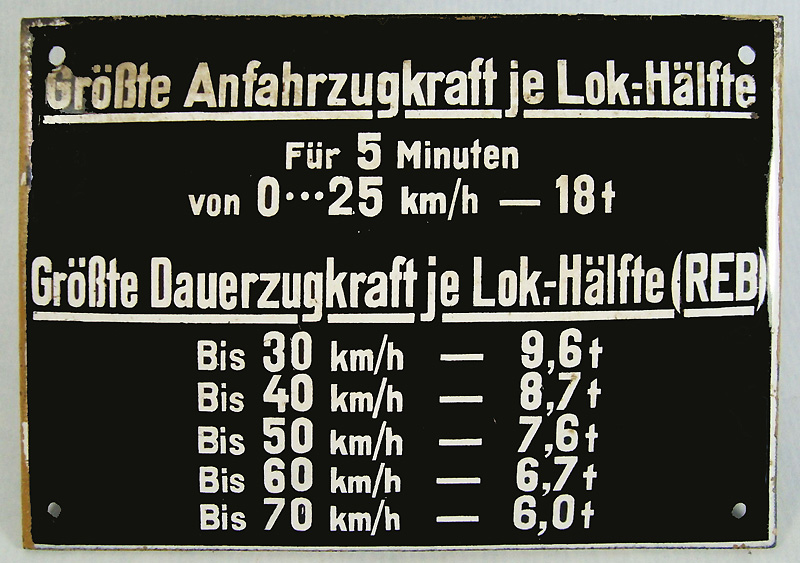 Größte Anfahrzugkraft je Lok.-Hälfte
Für 5 Minuten
von 0···25 km/h — 18t
Größte Dauerzugkraft je Lok.-Hälfte (REB)
Bis 30 km/h — 9,6t
Bis 40 km/h — 8,7t
Bis 50 km/h — 7,6t
Bis 60 km/h — 6,7t
Bis 70 km/h — 6,0t